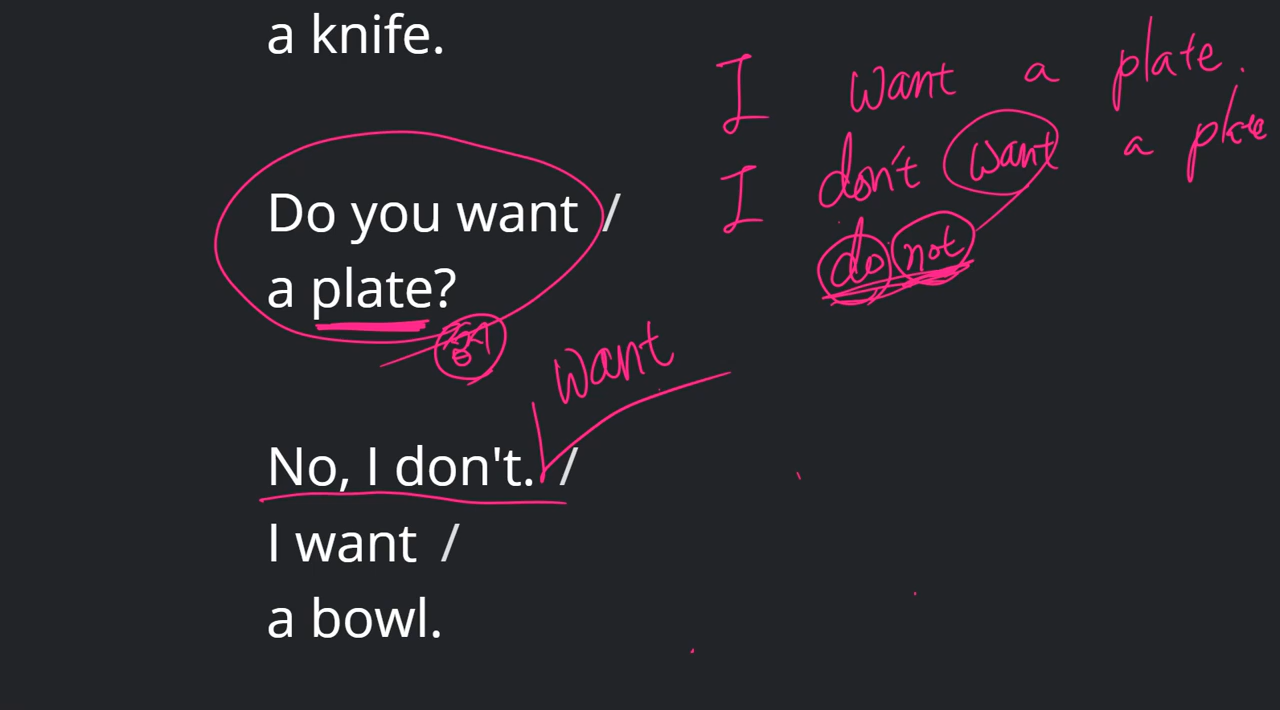 a knife.
I want a plate.
I don't want a plate
do not
Do you want /
a plate?
want
No, I don't. /
I want /
a bowl.